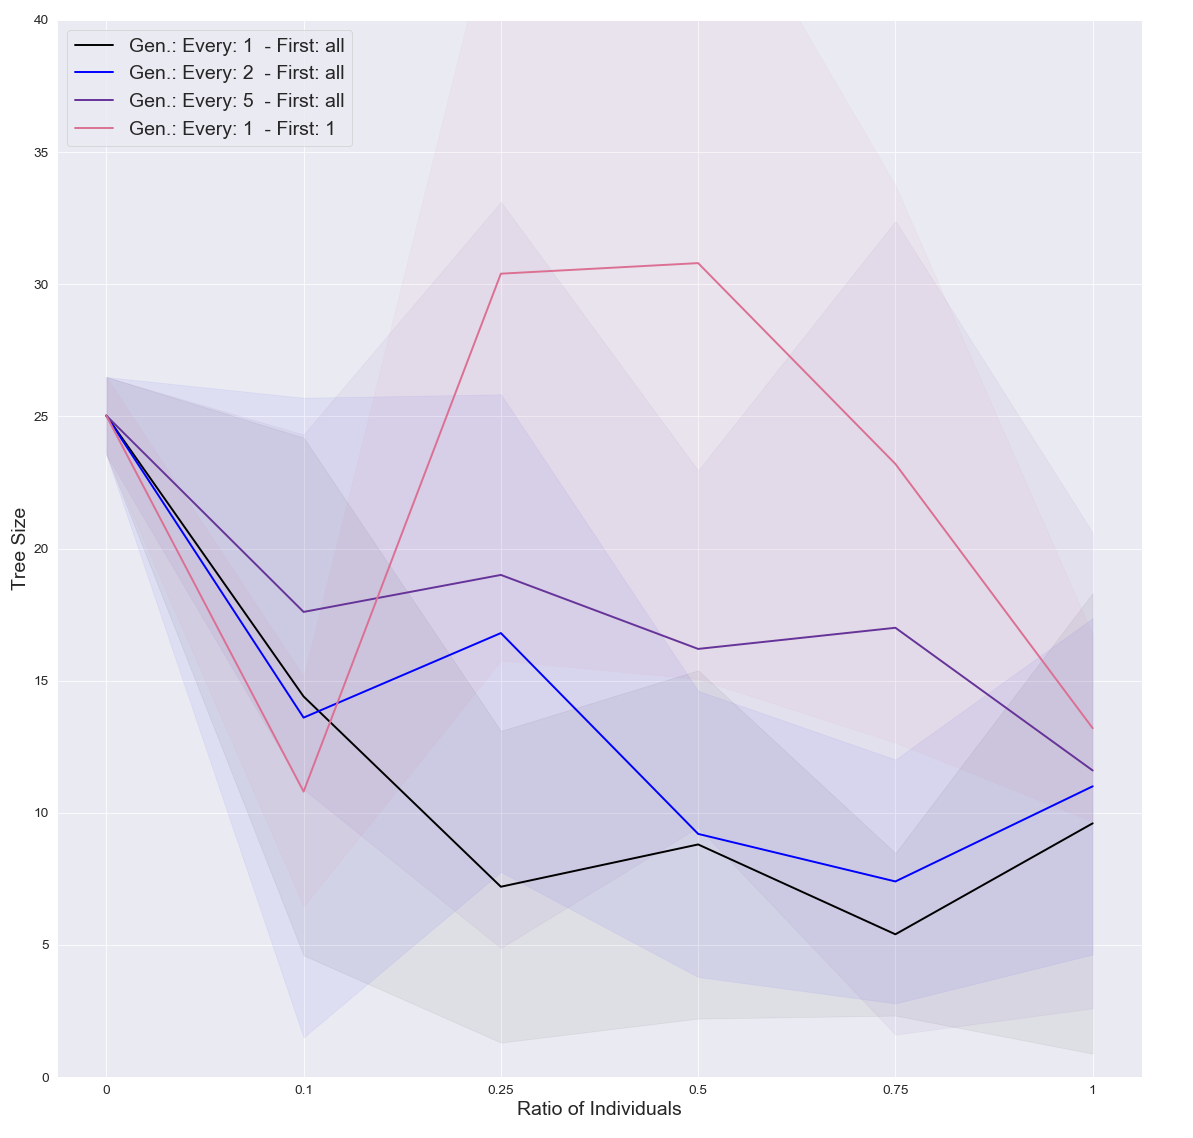 40
35
30
25
20
15
10
5
0
Tree Size
Gen.: Every: 1  - First: all
Gen.: Every: 2  - First: all
Gen.: Every: 5  - First: all
Gen.: Every: 1  - First: 1
0 0.1 0.25 0.5 0.75 1
Ratio of Individuals